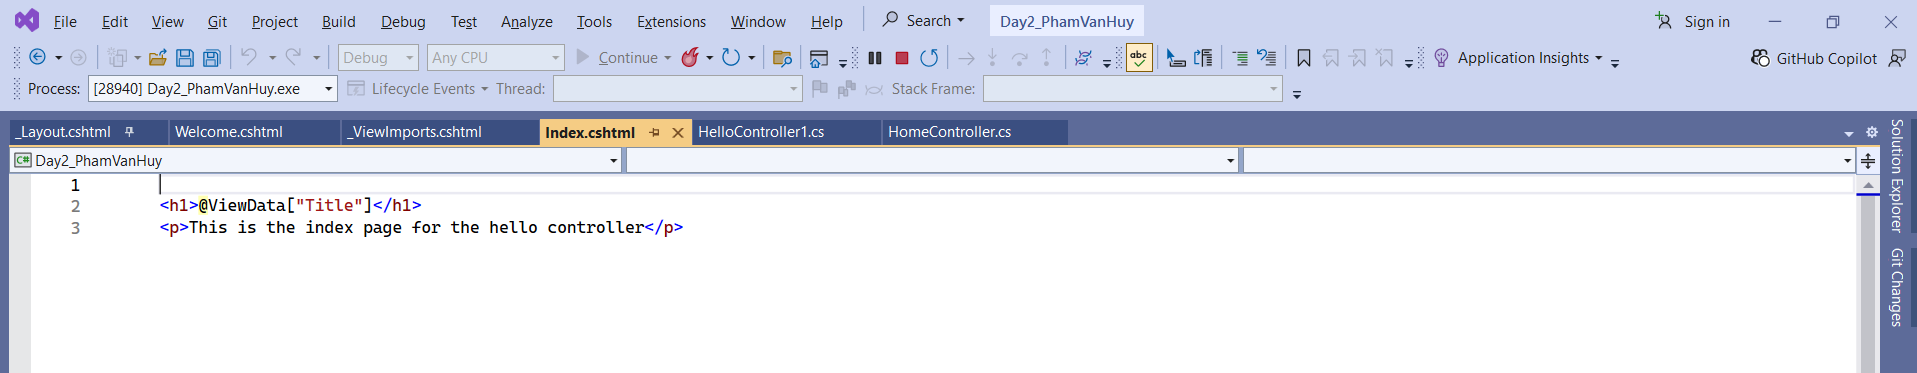 File Edit View Git Project Build Debug Test Analyze Tools Extensions Window Help Search Day2_PhamVanHuy Sign in
Debug Any CPU Continue abc Application Insights GitHub Copilot
Process: [28940] Day2_PhamVanHuy.exe Lifecycle Events Thread: Stack Frame:
_Layout.cshtml Welcome.cshtml _ViewImports.cshtml Index.cshtml HelloController1.cs HomeController.cs
C# Day2_PhamVanHuy
1
2 <h1>@ViewData["Title"]</h1>
3 <p>This is the index page for the hello controller</p>
Solution Explorer
Git Changes